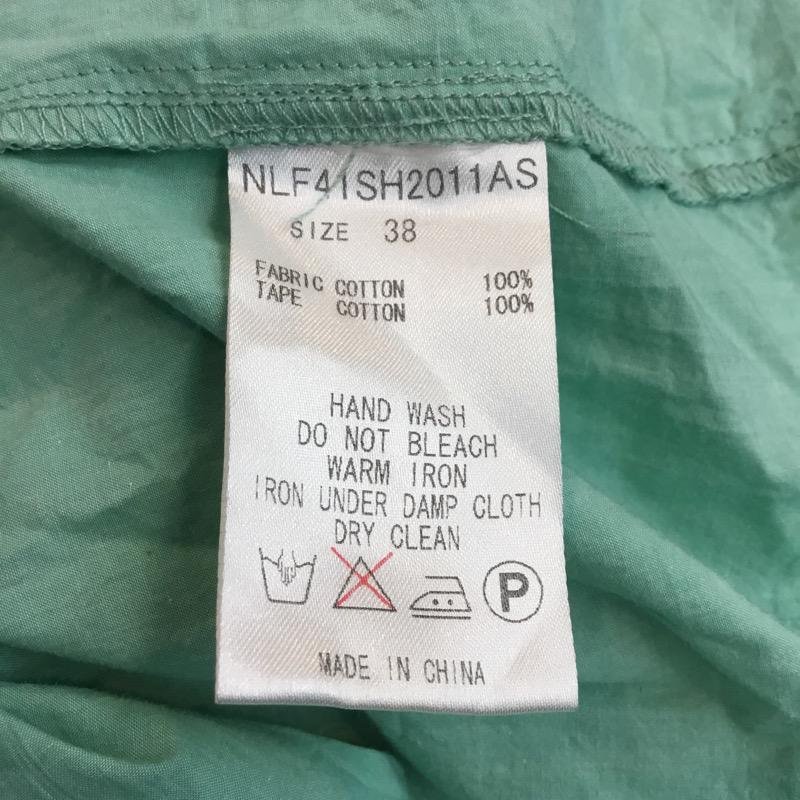 NLF41SH2011AS
SIZE 38
FABRIC COTTON 100%
TAPE COTTON 100%
HAND WASH
DO NOT BLEACH
WARM IRON
IRON UNDER DAMP CLOTH
DRY CLEAN
P
MADE IN CHINA